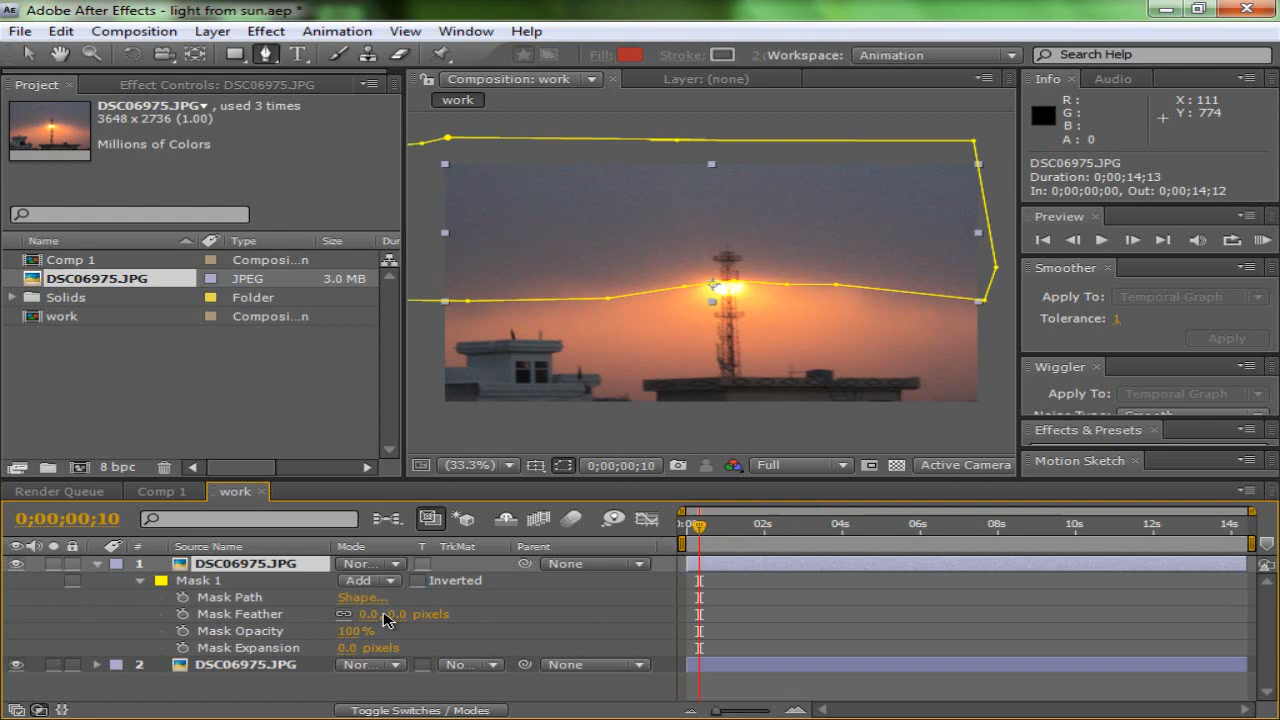 AE Adobe After Effects - light from sun.aep *
File Edit Composition Layer Effect Animation View Window Help
Fill: Stroke: Workspace: Animation Search Help
Project × Effect Controls: DSC06975.JPG
DSC06975.JPG▾, used 3 times
3648 x 2736 (1.00)
Millions of Colors
Name Type Size Dur
Comp 1 Composi...n
DSC06975.JPG JPEG 3.0 MB
Solids Folder
work Composi...n
8 bpc
Composition: work × Layer: (none)
work
(33.3%) 0;00;00;10 Full Active Camera
Info × Audio
R: X: 111
G: Y: 774
B:
A: 0
DSC06975.JPG
Duration: 0;00;14;13
In: 0;00;00;00, Out: 0;00;14;12
Preview ×
Smoother ×
Apply To: Temporal Graph
Tolerance: 1
Apply
Wiggler ×
Apply To: Temporal Graph
Effects & Presets ×
Motion Sketch ×
Render Queue Comp 1 work ×
0;00;00;10
02s 04s 06s 08s 10s 12s 14s
# Source Name Mode T TrkMat Parent
1 DSC06975.JPG Nor... None
Mask 1 Add Inverted
Mask Path Shape...
Mask Feather 0.0, 0.0 pixels
Mask Opacity 100%
Mask Expansion 0.0 pixels
2 DSC06975.JPG Nor... No... None
Toggle Switches / Modes